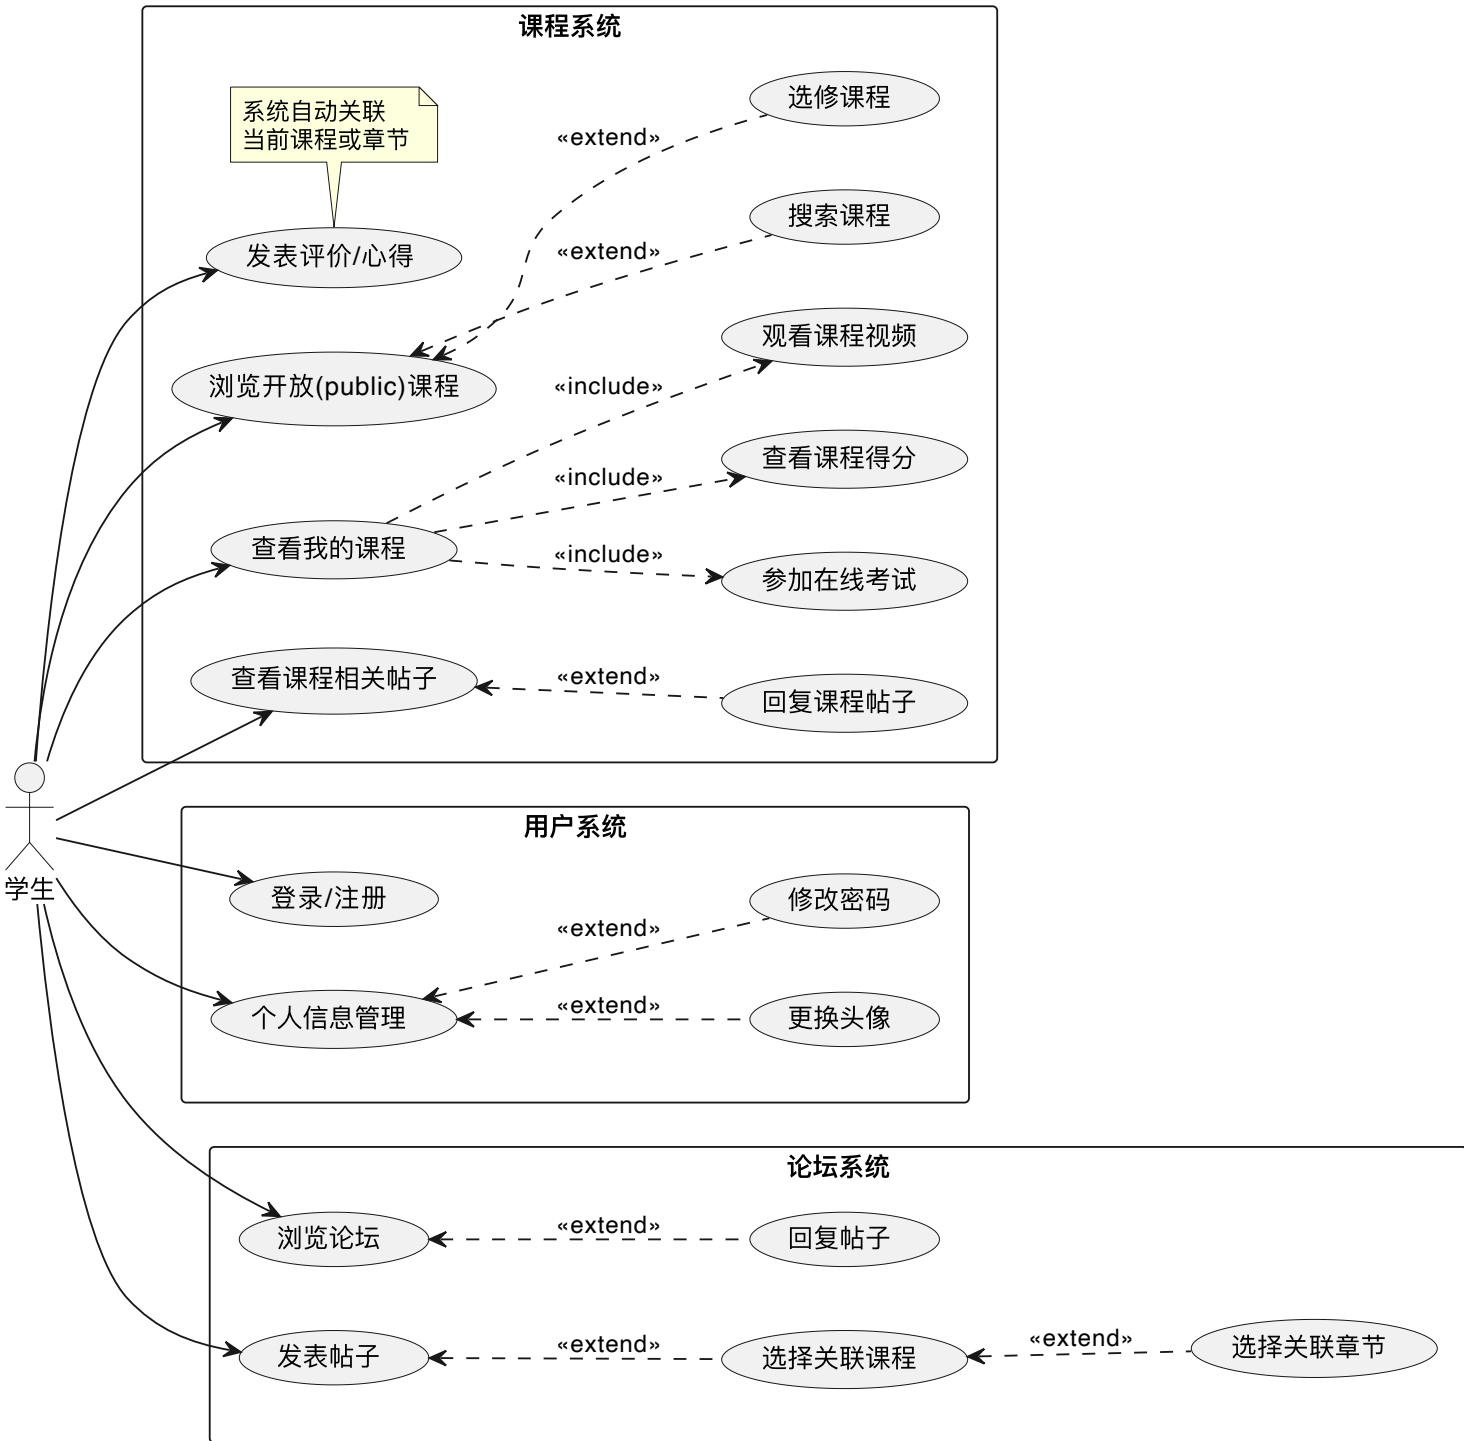 课程系统
系统自动关联
当前课程或章节
选修课程
«extend»
搜索课程
«extend»
发表评价/心得
观看课程视频
«include»
浏览开放(public)课程
查看课程得分
«include»
查看我的课程
«include»
参加在线考试
查看课程相关帖子
«extend»
回复课程帖子
学生
用户系统
登录/注册
修改密码
«extend»
个人信息管理
«extend»
更换头像
论坛系统
浏览论坛
«extend»
回复帖子
发表帖子
«extend»
选择关联课程
«extend»
选择关联章节